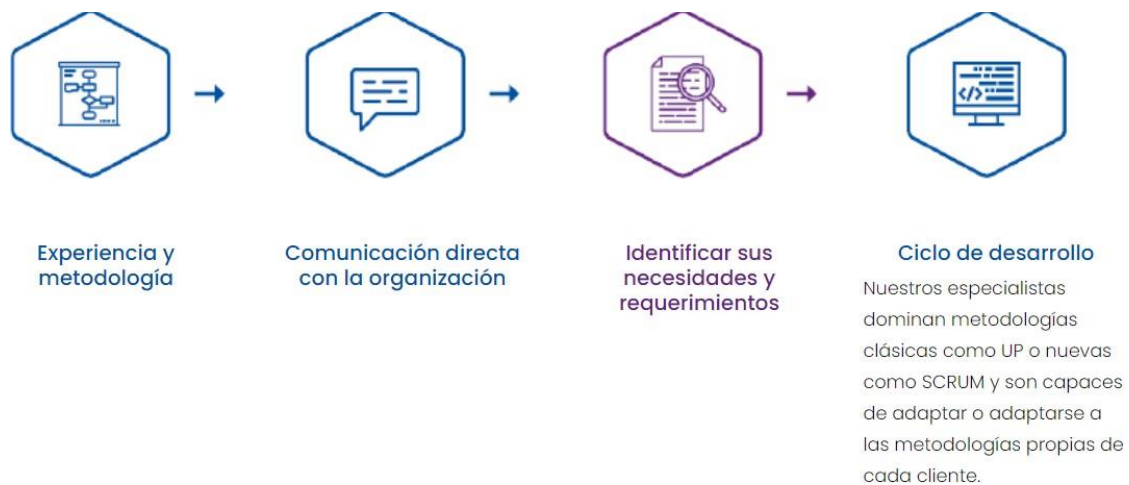 Experiencia y
metodología
Comunicación directa
con la organización
Identificar sus
necesidades y
requerimientos
Ciclo de desarrollo
Nuestros especialistas
dominan metodologías
clásicas como UP o nuevas
como SCRUM y son capaces
de adaptar o adaptarse a
las metodologías propias de
cada cliente.